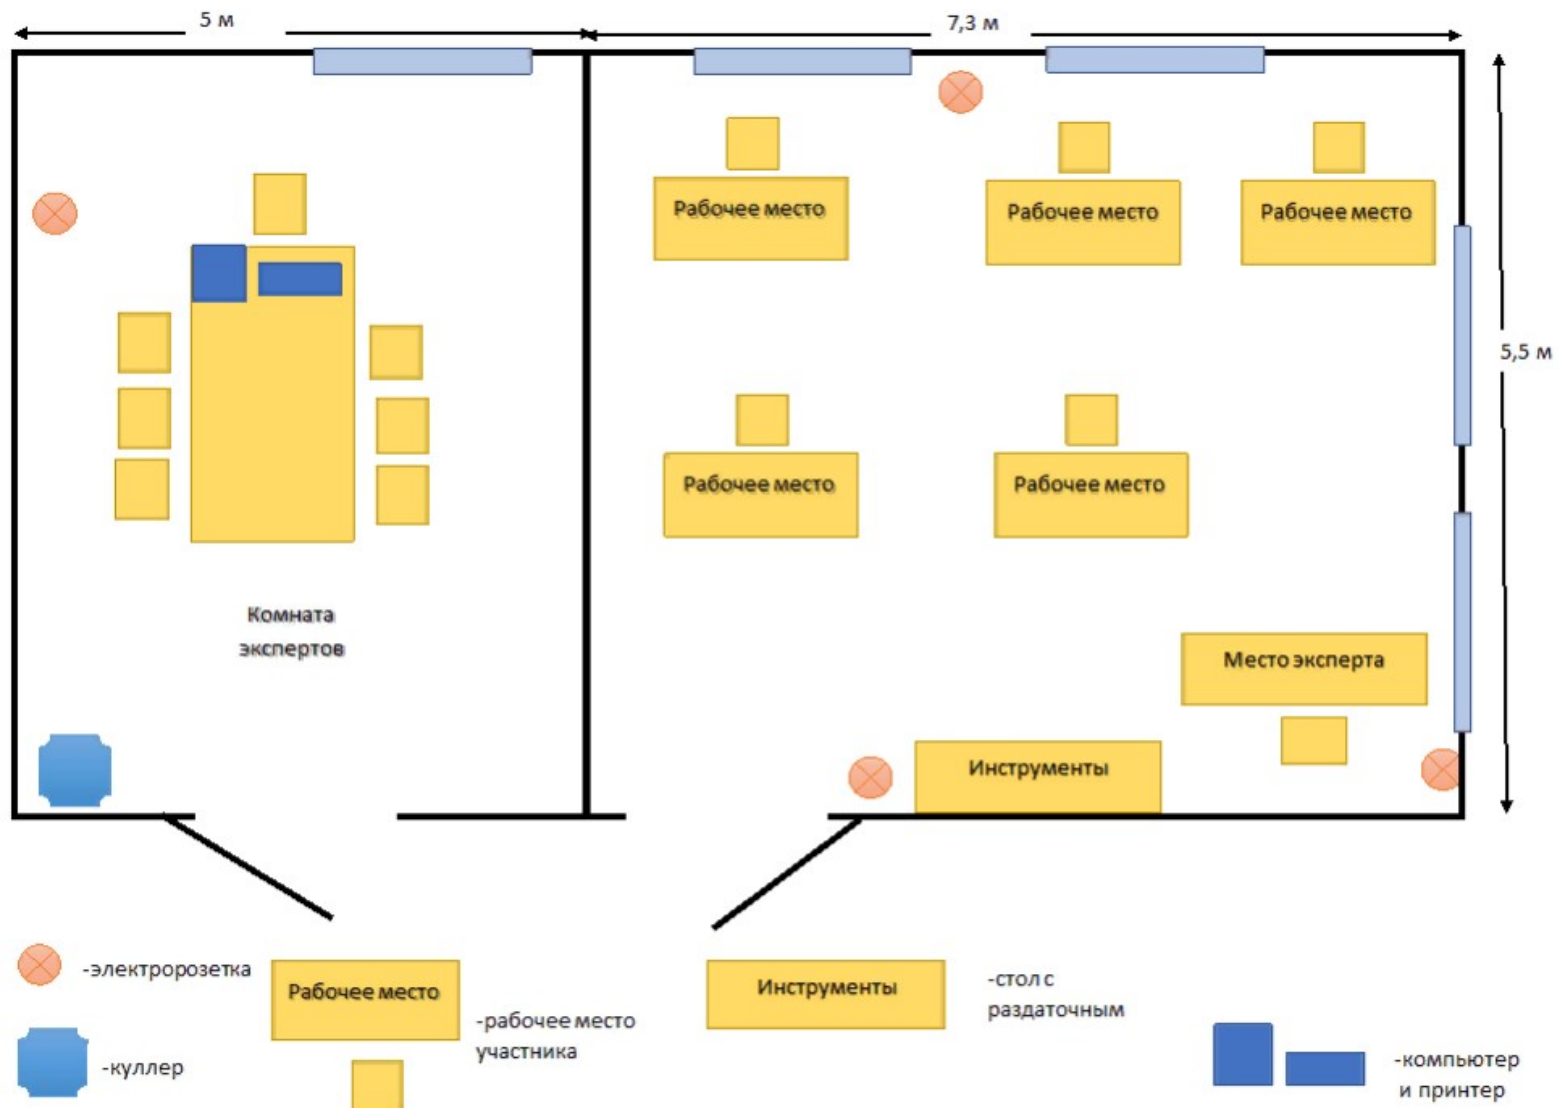 5 м
7,3 м
Рабочее место
Рабочее место
Рабочее место
5,5 м
Рабочее место
Рабочее место
Комната
экспертов
Место эксперта
Инструменты
-электророзетка
Рабочее место
-рабочее место
участника
Инструменты
-стол с
раздаточным
-куллер
-компьютер
и принтер